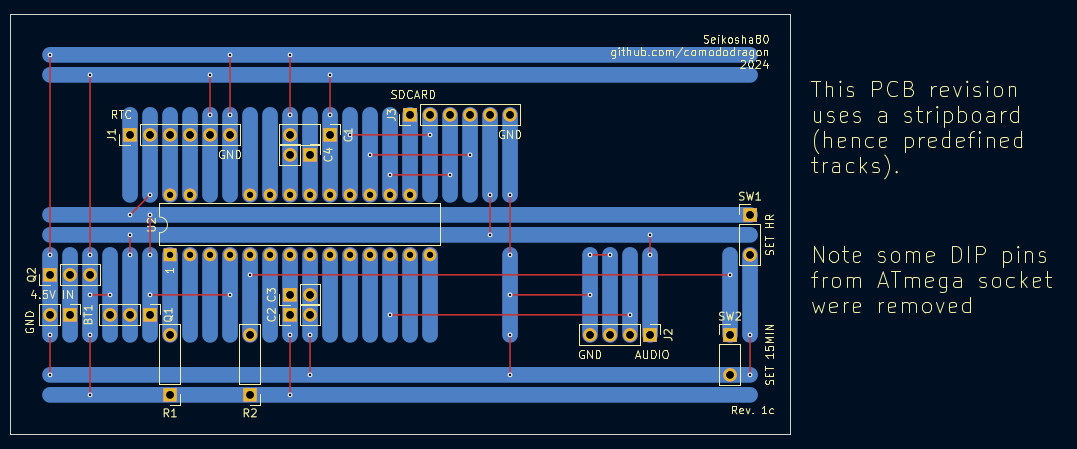 SeikoshaBO
github.com/comododragon
2024
This PCB revision
uses a stripboard
(hence predefined
tracks).
SDCARD
RTC
J1
GND
C1
C4
J3
GND
U2
SW1
SET HR
Note some DIP pins
from ATmega socket
were removed
Q2
4.5V IN
GND
BT1
1
Q1
C3
C2
GND
AUDIO
J2
SW2
SET 15MIN
R1
R2
Rev. 1c